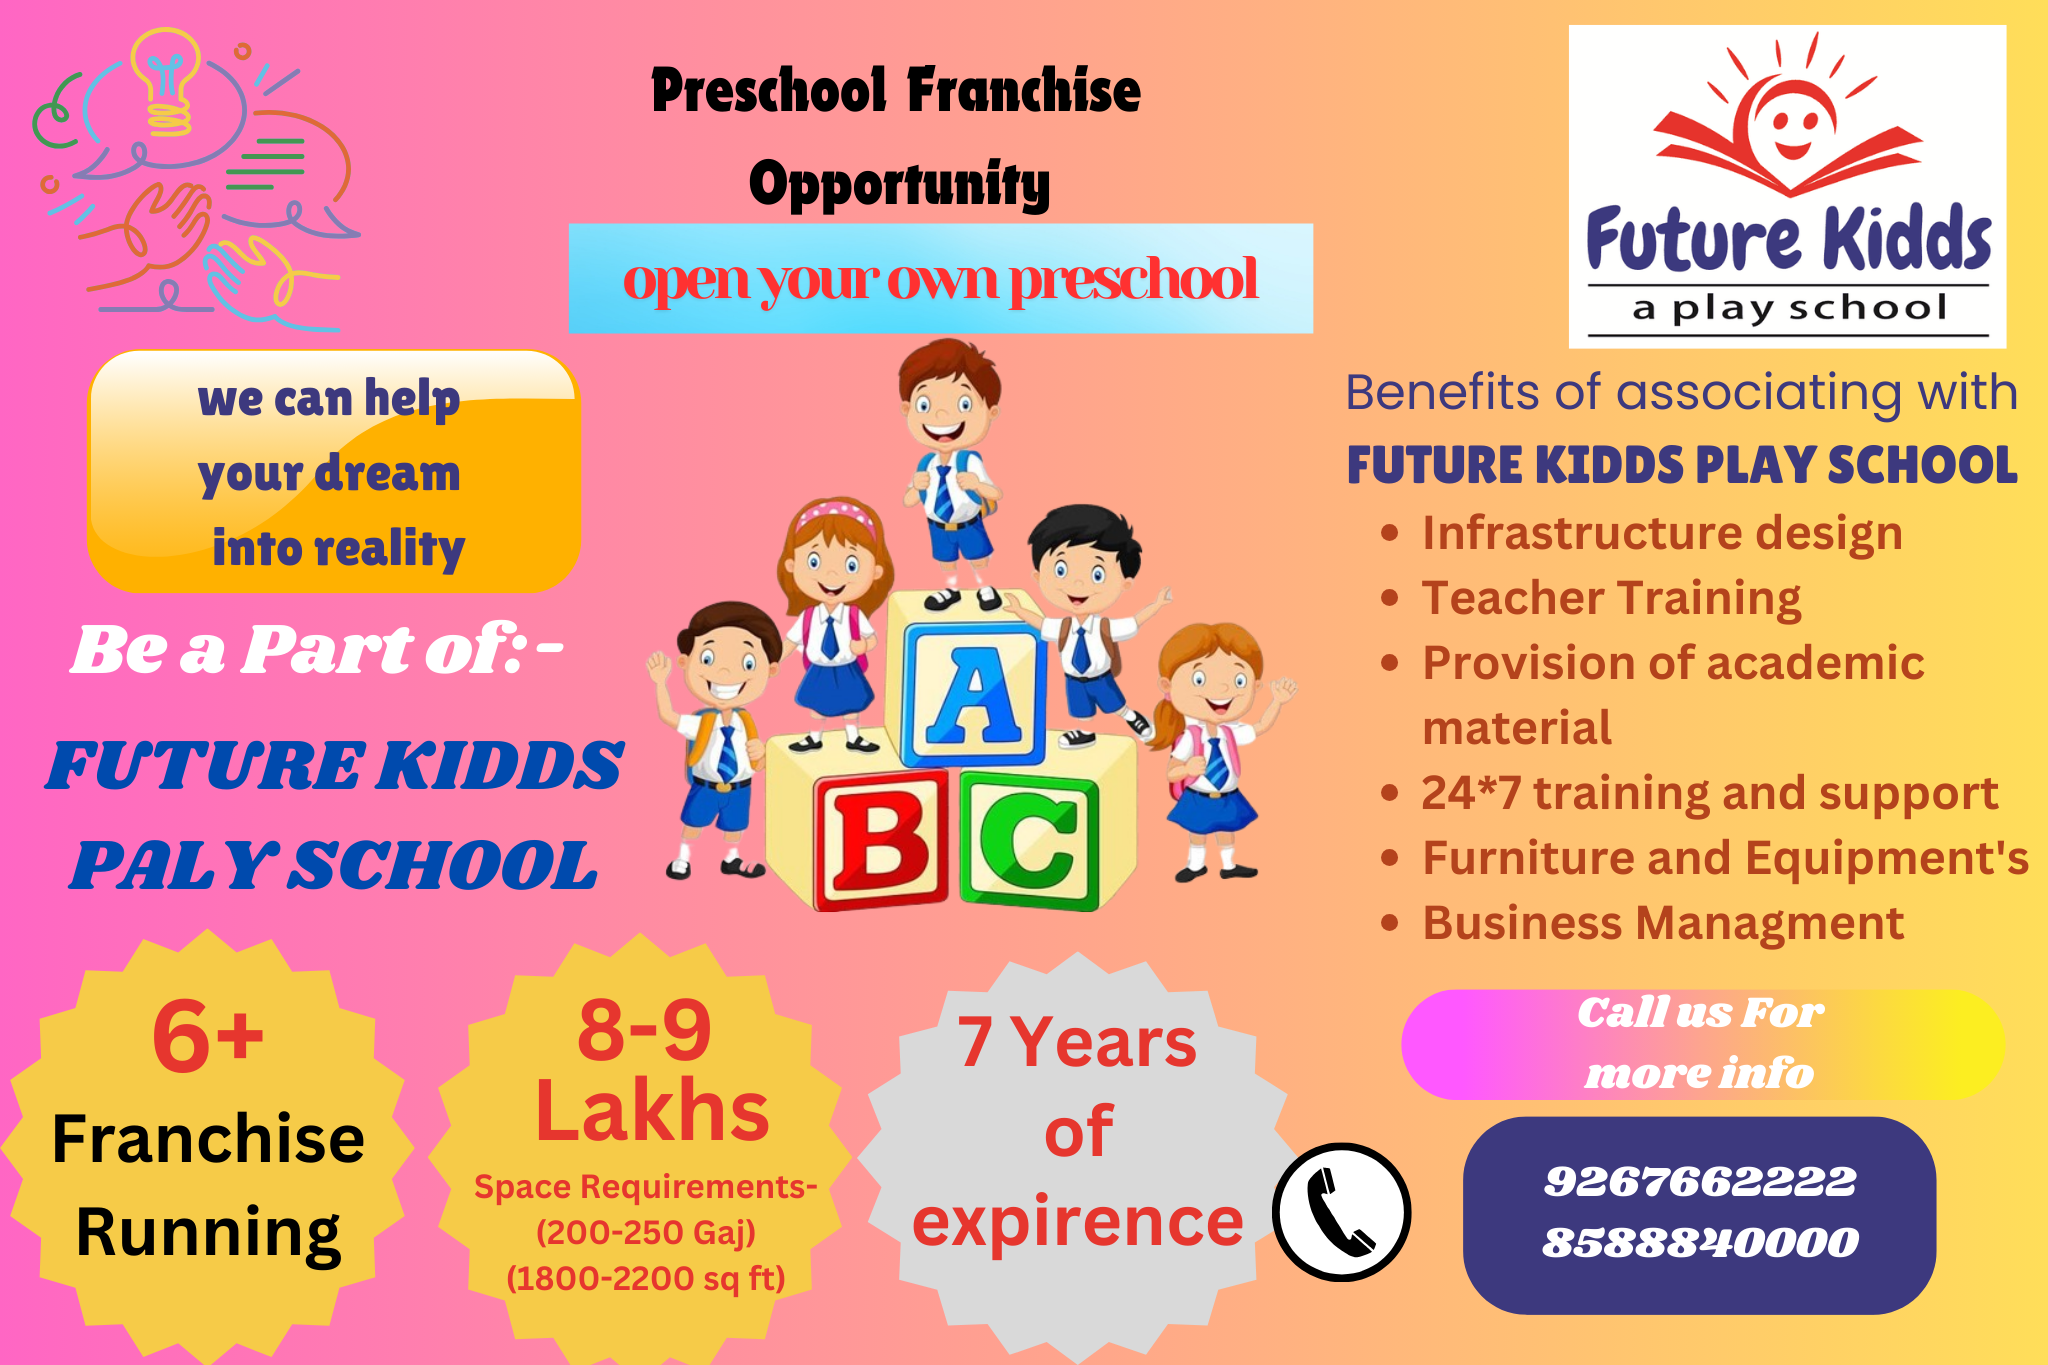 Preschool Franchise
Opportunity
open your own preschool
Future Kidds
a play school
we can help
your dream
into reality
Be a Part of:-
FUTURE KIDDS
PALY SCHOOL
A
B
C
Benefits of associating with
FUTURE KIDDS PLAY SCHOOL
• Infrastructure design
• Teacher Training
• Provision of academic
material
• 24*7 training and support
• Furniture and Equipment's
• Business Managment
6+
Franchise
Running
8-9
Lakhs
Space Requirements-
(200-250 Gaj)
(1800-2200 sq ft)
7 Years
of
expirence
Call us For
more info
9267662222
8588840000